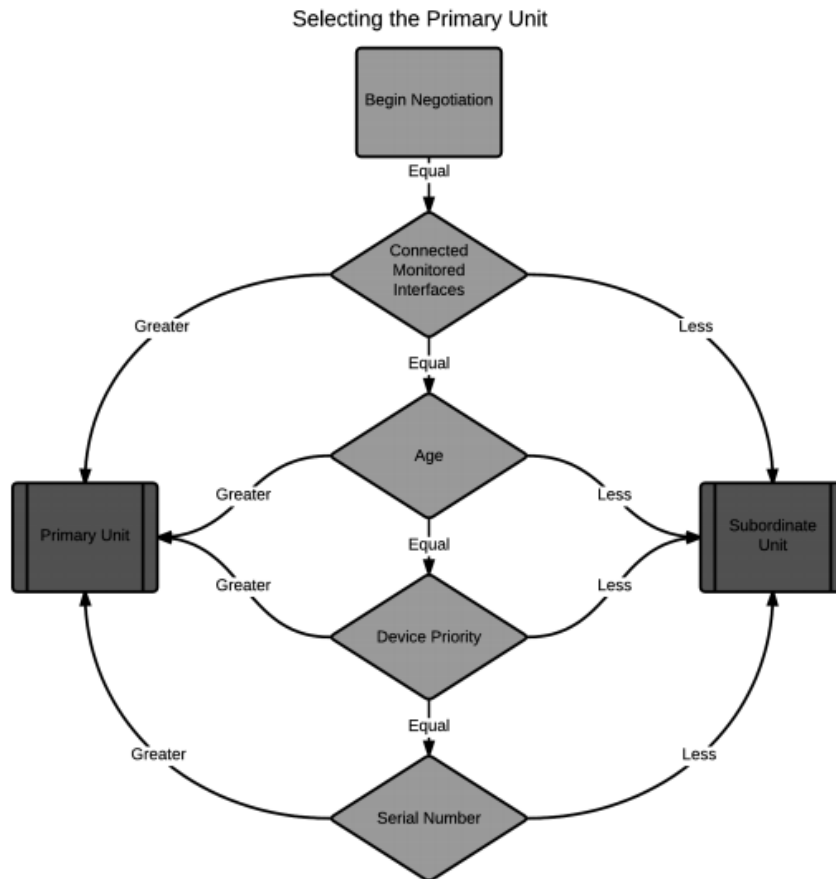 Selecting the Primary Unit
Begin Negotiation
Equal
Connected
Monitored
Interfaces
Greater
Less
Equal
Age
Greater
Less
Primary Unit
Subordinate
Unit
Equal
Greater
Less
Device Priority
Equal
Greater
Less
Serial Number